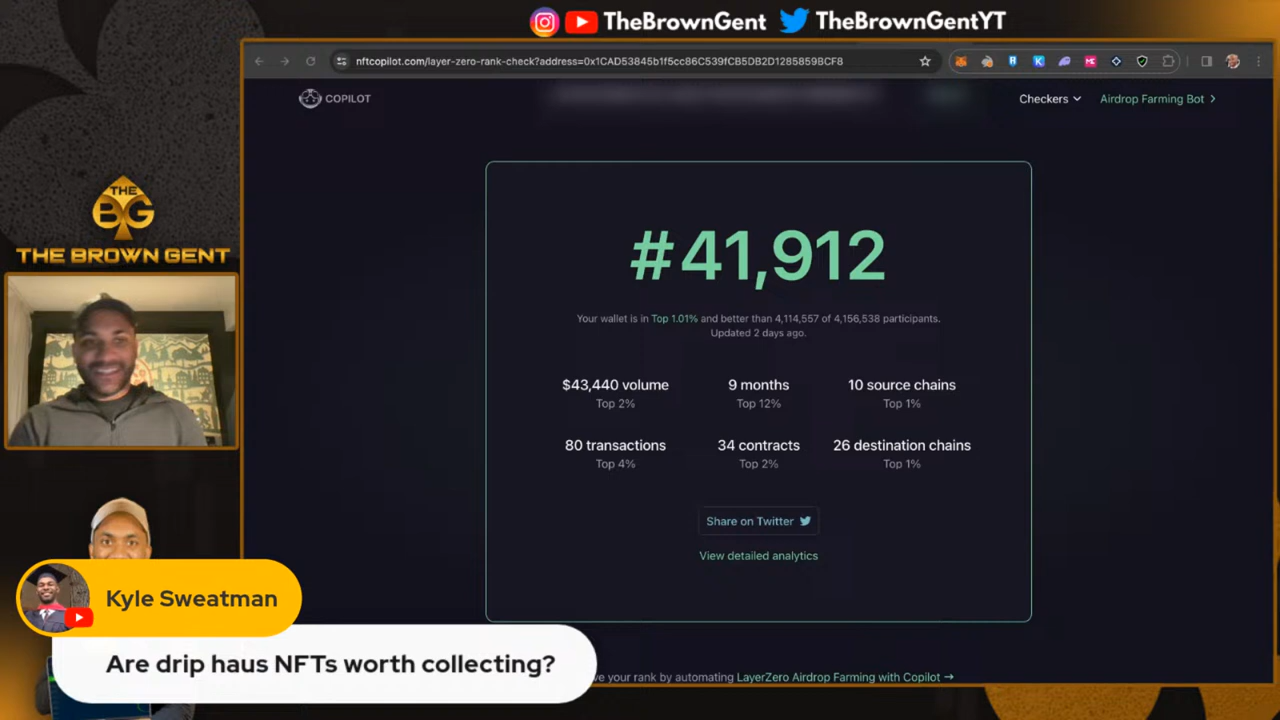 TheBrownGent TheBrownGentYT
nftcopilot.com/layer-zero-rank-check?address=0x1CAD53845b1f5cc86C539fCB5DB2D1285859BCF8
COPILOT
Checkers
Airdrop Farming Bot
THE
BG
THE BROWN GENT
#41,912
Your wallet is in Top 1.01% and better than 4,114,557 of 4,156,538 participants.
Updated 2 days ago.
$43,440 volume
Top 2%
9 months
Top 12%
10 source chains
Top 1%
80 transactions
Top 4%
34 contracts
Top 2%
26 destination chains
Top 1%
Share on Twitter
View detailed analytics
Kyle Sweatman
Are drip haus NFTs worth collecting?
your rank by automating LayerZero Airdrop Farming with Copilot →